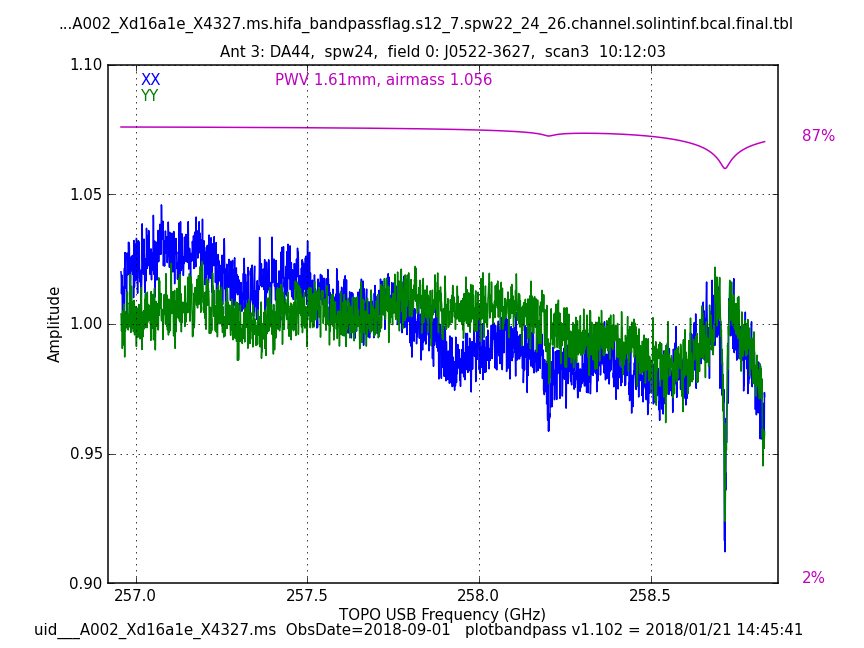 ...A002_Xd16a1e_X4327.ms.hifa_bandpassflag.s12_7.spw22_24_26.channel.solintinf.bcal.final.tbl
Ant 3: DA44, spw24, field 0: J0522-3627, scan3 10:12:03
1.10
XX
PWV 1.61mm, airmass 1.056
YY
87%
1.05
1.00
Amplitude
0.95
2%
0.90
257.0 257.5 258.0 258.5
TOPO USB Frequency (GHz)
uid___A002_Xd16a1e_X4327.ms ObsDate=2018-09-01 plotbandpass v1.102 = 2018/01/21 14:45:41